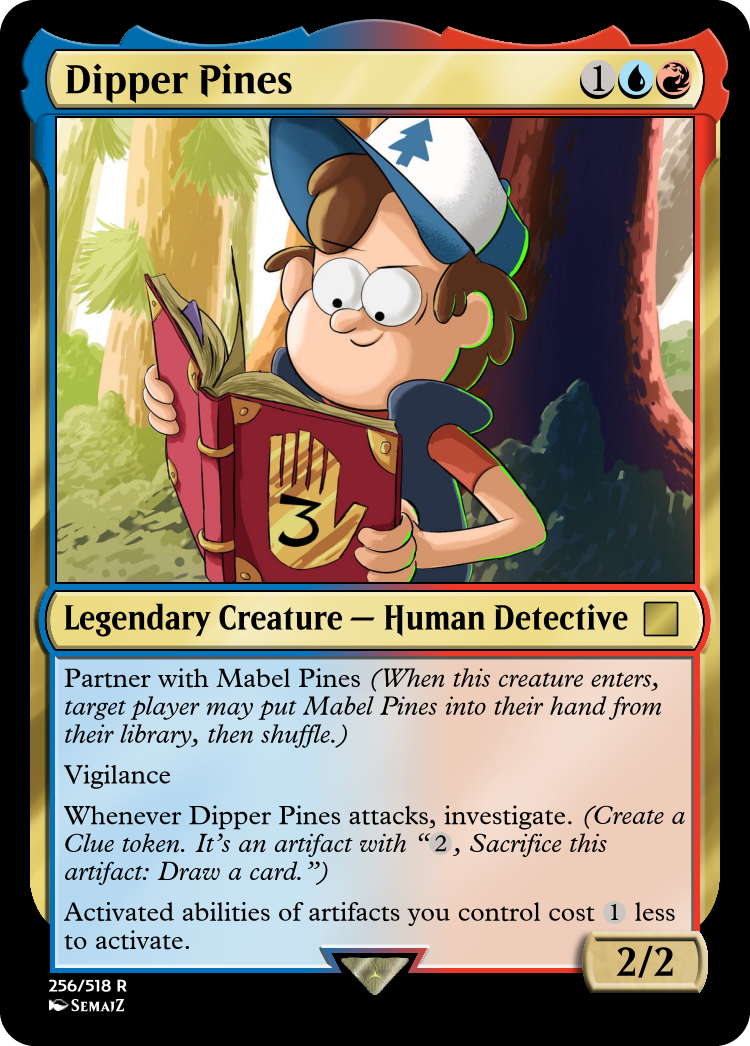 Dipper Pines 1
3
Legendary Creature — Human Detective
Partner with Mabel Pines (When this creature enters,
target player may put Mabel Pines into their hand from
their library, then shuffle.)
Vigilance
Whenever Dipper Pines attacks, investigate. (Create a
Clue token. It's an artifact with “2, Sacrifice this
artifact: Draw a card.”)
Activated abilities of artifacts you control cost 1 less
to activate.
2/2
256/518 R
SemajZ